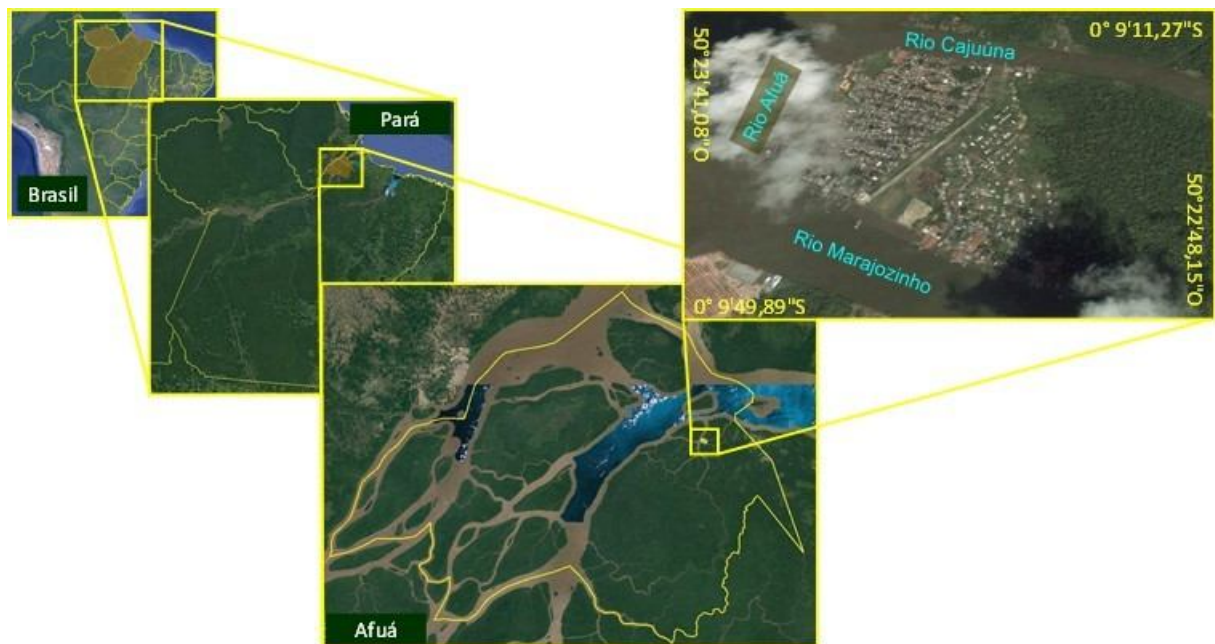 Brasil
Pará
Afuá
Rio Cajuúna
0° 9'11,27"S
50°23'41,08"O
Rio Afuá
Rio Marajozinho
50°22'48,15"O
0° 9'49,89"S